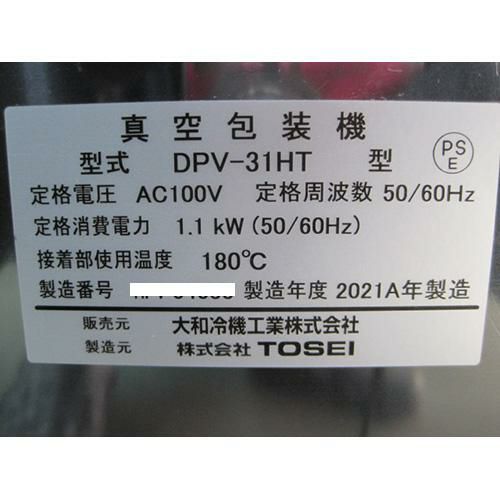 真空包装機
型式 DPV-31HT 型
PS
E
定格電圧 AC100V 定格周波数 50/60Hz
定格消費電力 1.1 kW (50/60Hz)
接着部使用温度 180℃
製造番号 製造年度 2021A年製造
販売元 大和冷機工業株式会社
製造元 株式会社 TOSEI